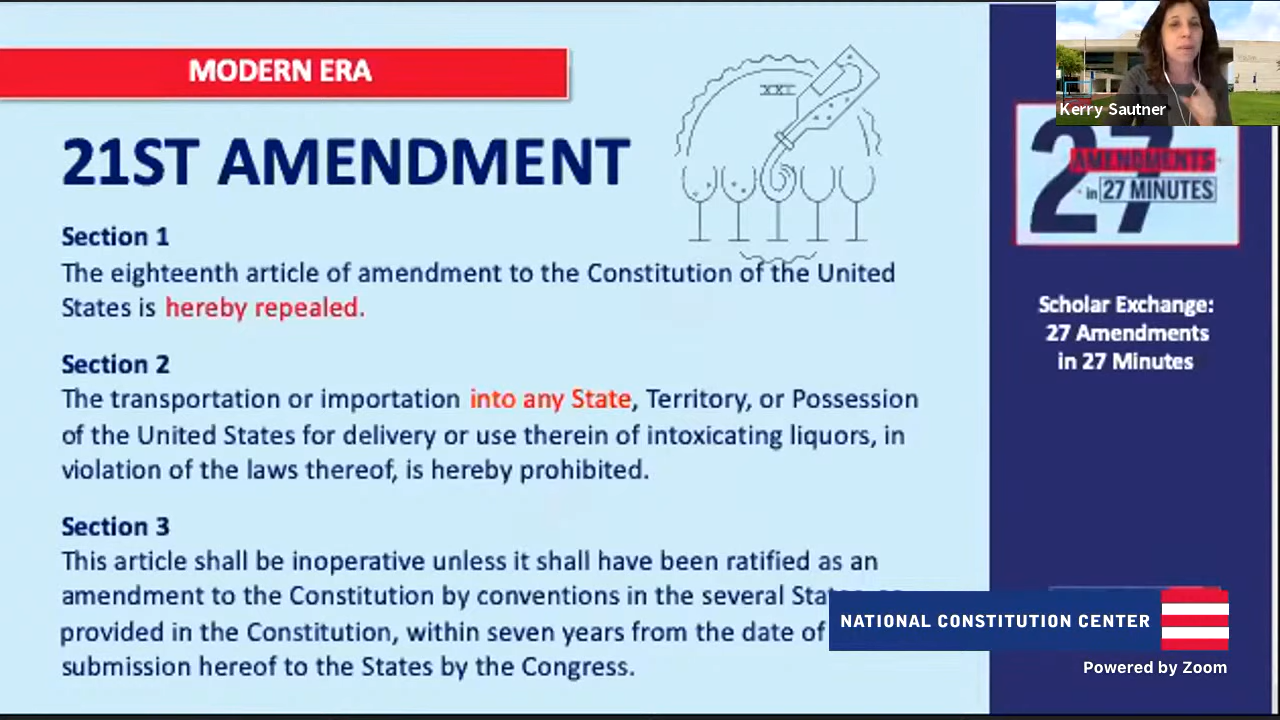 MODERN ERA
XXI
21ST AMENDMENT
Section 1
The eighteenth article of amendment to the Constitution of the United
States is hereby repealed.
Section 2
The transportation or importation into any State, Territory, or Possession
of the United States for delivery or use therein of intoxicating liquors, in
violation of the laws thereof, is hereby prohibited.
Section 3
This article shall be inoperative unless it shall have been ratified as an
amendment to the Constitution by conventions in the several
provided in the Constitution, within seven years from the date of
submission hereof to the States by the Congress.
Kerry Sautner
27
AMENDMENTS
in 27 MINUTES
Scholar Exchange:
27 Amendments
in 27 Minutes
NATIONAL CONSTITUTION CENTER
Powered by Zoom